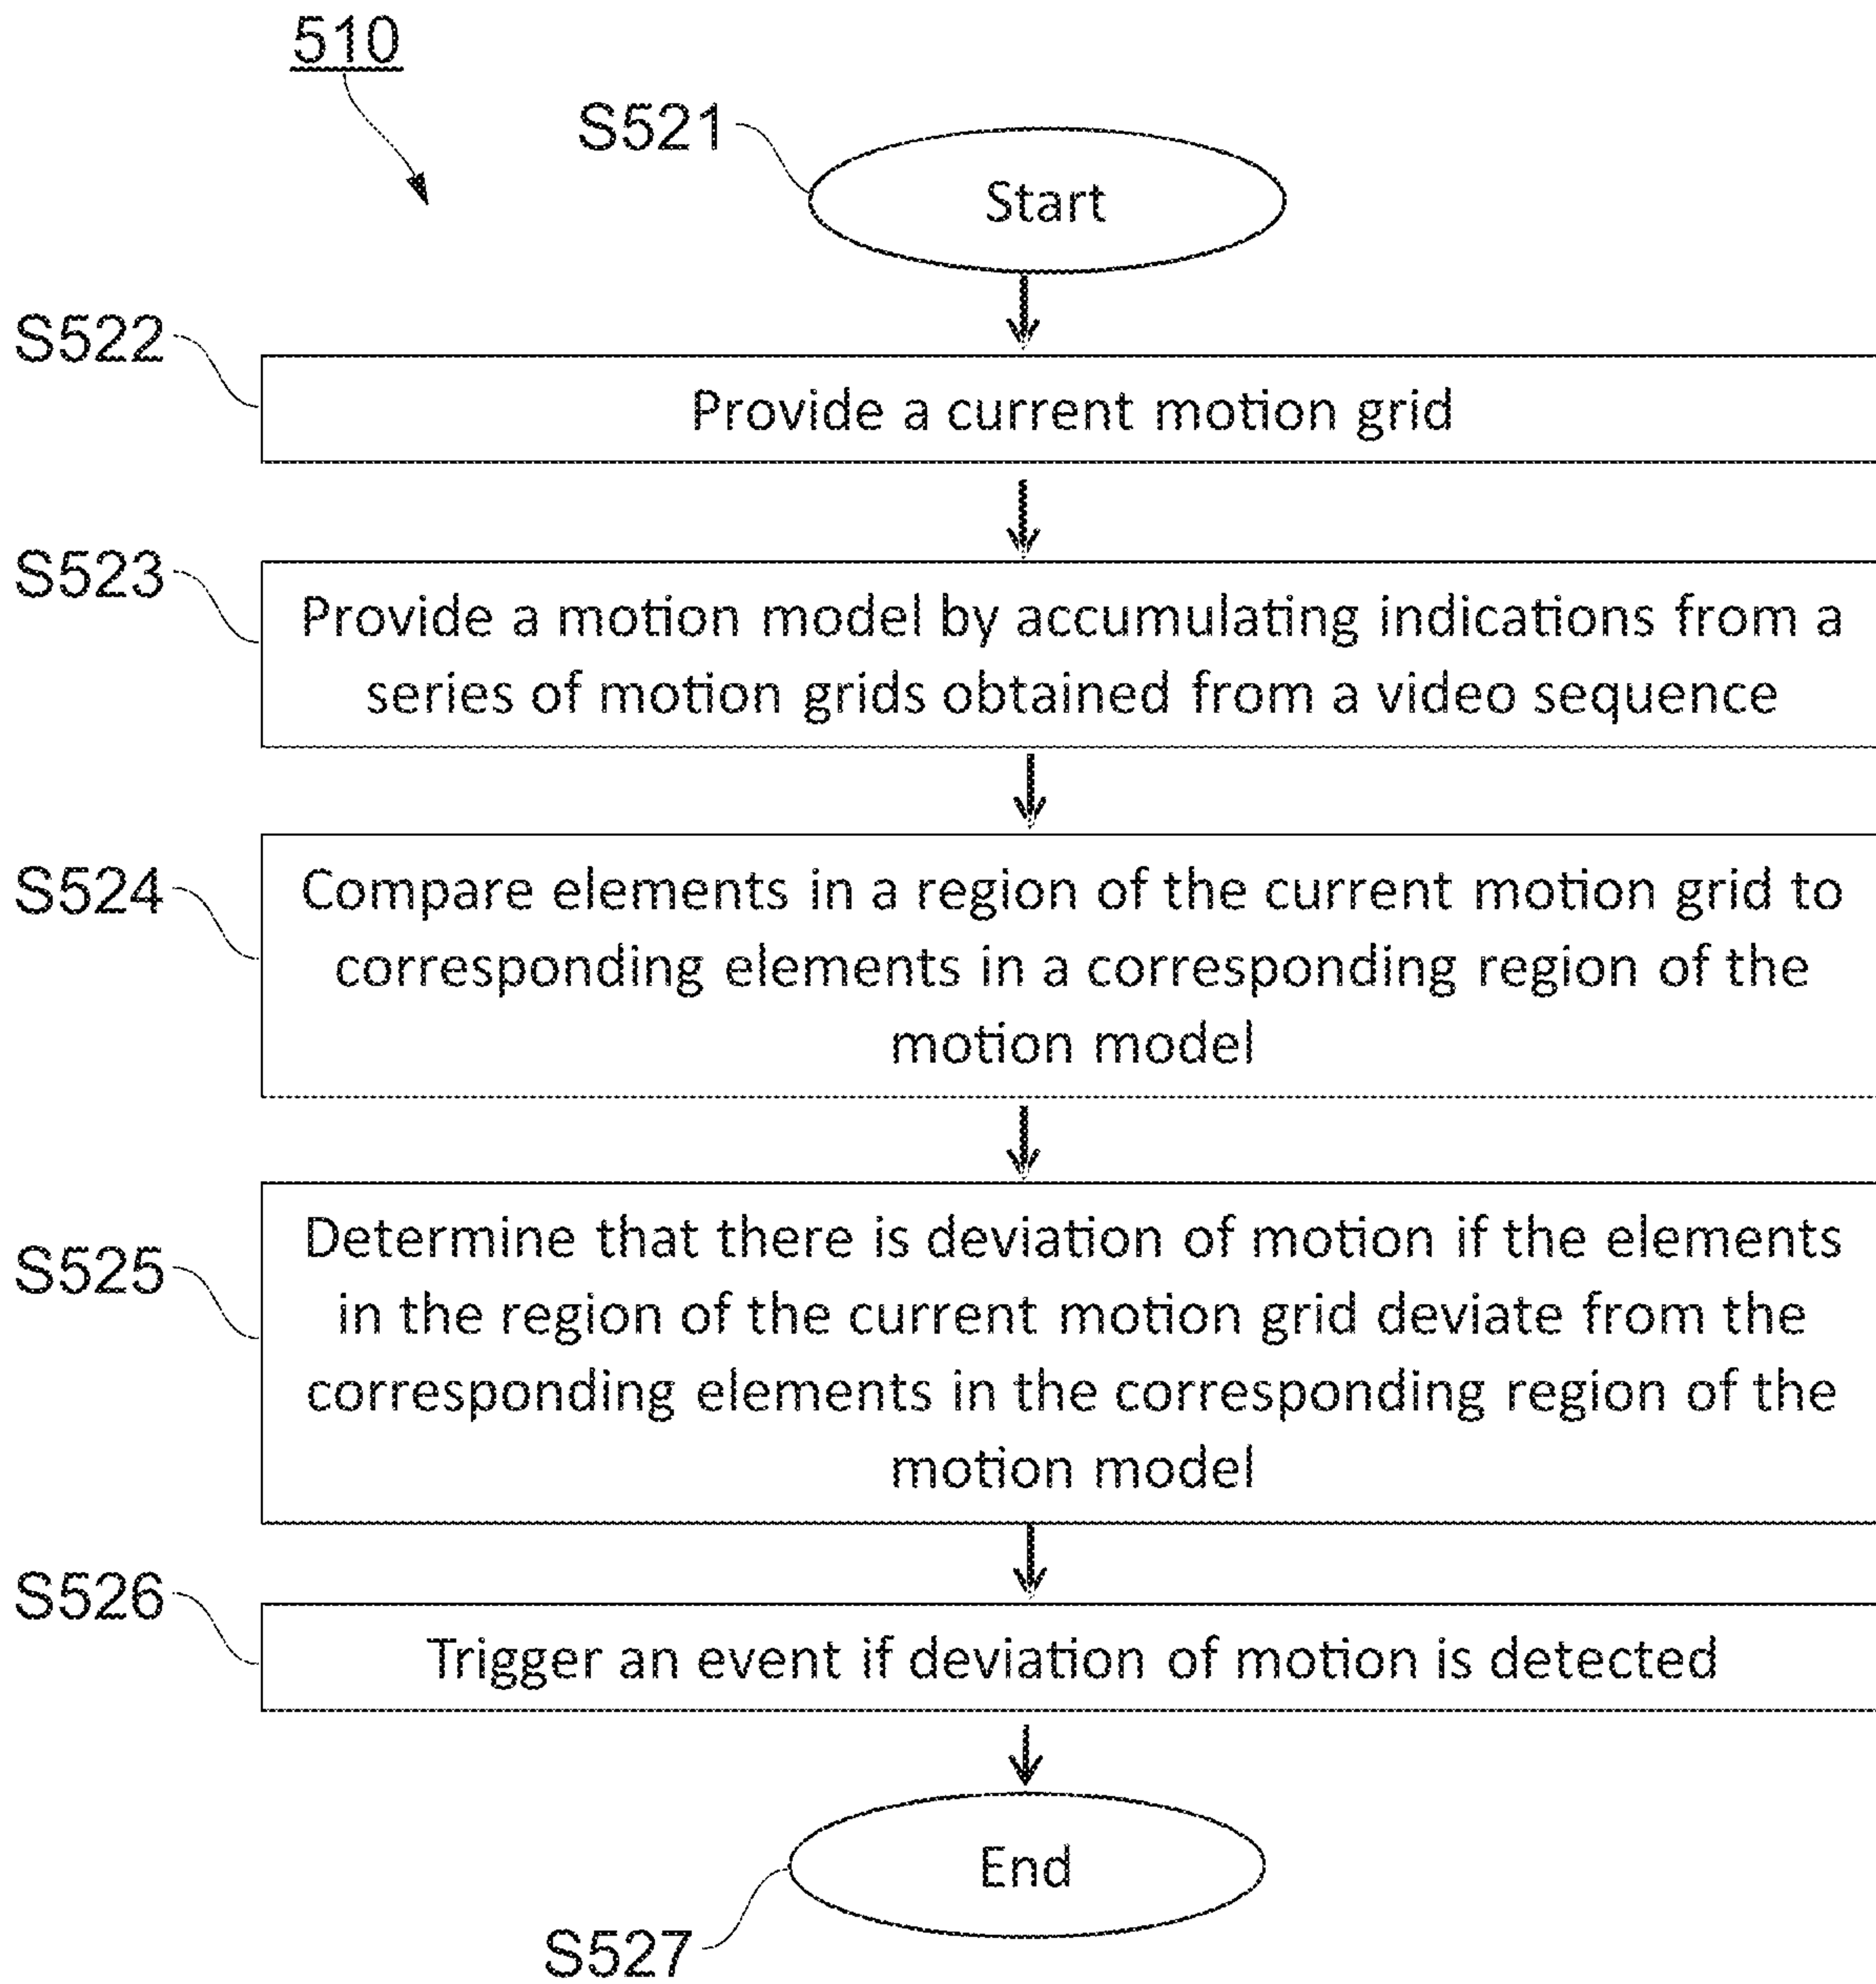 510
S521
Start
S522
Provide a current motion grid
S523
Provide a motion model by accumulating indications from a
series of motion grids obtained from a video sequence
S524
Compare elements in a region of the current motion grid to
corresponding elements in a corresponding region of the
motion model
S525
Determine that there is deviation of motion if the elements
in the region of the current motion grid deviate from the
corresponding elements in the corresponding region of the
motion model
S526
Trigger an event if deviation of motion is detected
End
S527